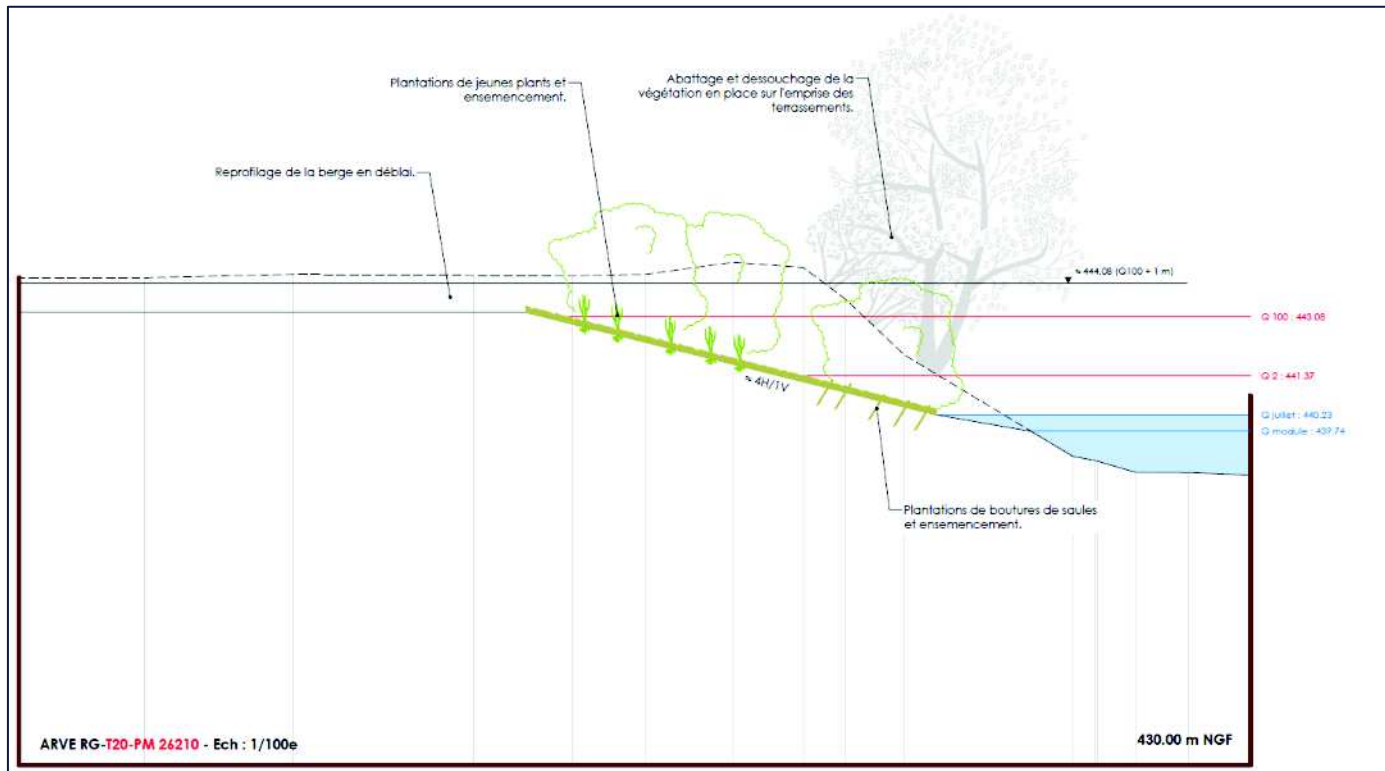 Plantations de jeunes plants et
ensemencement.
Abattage et dessouchage de la
végétation en place sur l'emprise des
terrassements.
Reprofilage de la berge en déblai.
≈ 444.08 (Q100 + 1 m)
Q 100 : 443.08
≈ 4H/1V
Q 2 : 441.37
Q juillet : 440.23
Q module : 439.74
Plantations de boutures de saules
et ensemencement.
ARVE RG-T20-PM 26210 - Ech : 1/100e
430.00 m NGF